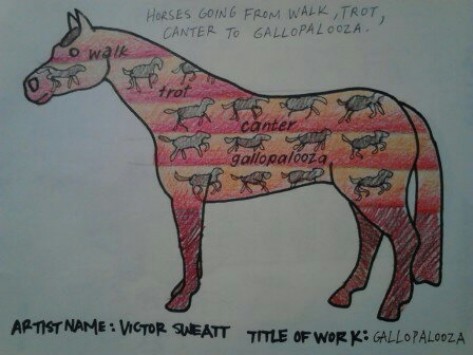 HORSES GOING FROM WALK, TROT,
CANTER TO GALLOPALOOZA.
walk
trot
canter
gallopalooza
ARTIST NAME: VICTOR SWEATT TITLE OF WORK: GALLOPALOOZA